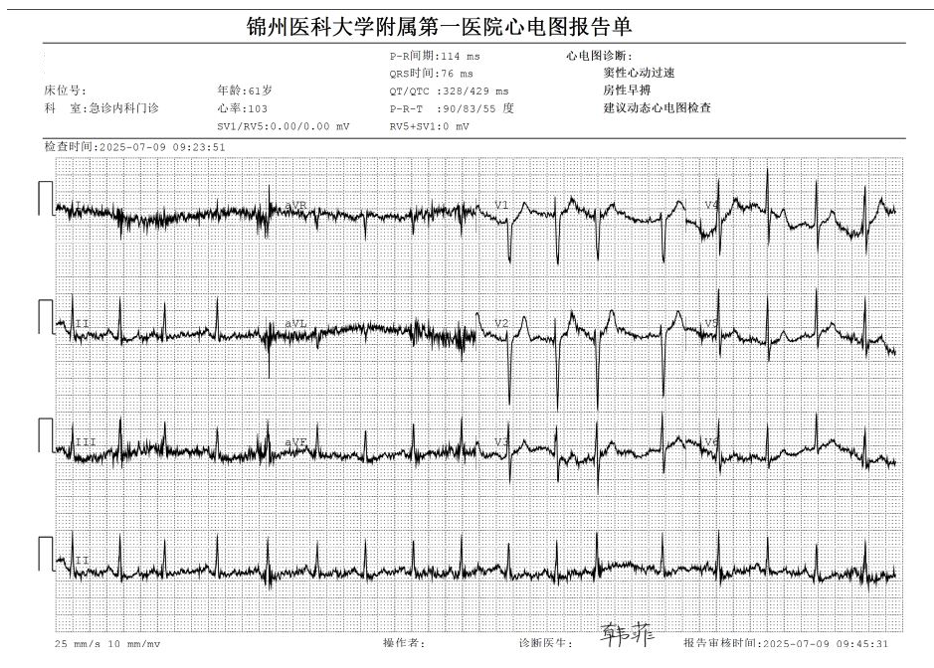 锦州医科大学附属第一医院心电图报告单
P-R间期:114 ms
心电图诊断:
QRS时间:76 ms
窦性心动过速
床位号:
年龄:61岁
QT/QTC :328/429 ms
房性早搏
科 室:急诊内科门诊
心率:103
P-R-T :90/83/55 度
建议动态心电图检查
SV1/RV5:0.00/0.00 mV
RV5+SV1:0 mV
检查时间:2025-07-09 09:23:51
I
aVR
V1
V4
II
aVL
V2
V5
III
aVF
V3
V6
II
25 mm/s 10 mm/mv
操作者:
诊断医生: 韩菲
报告审核时间:2025-07-09 09:45:31